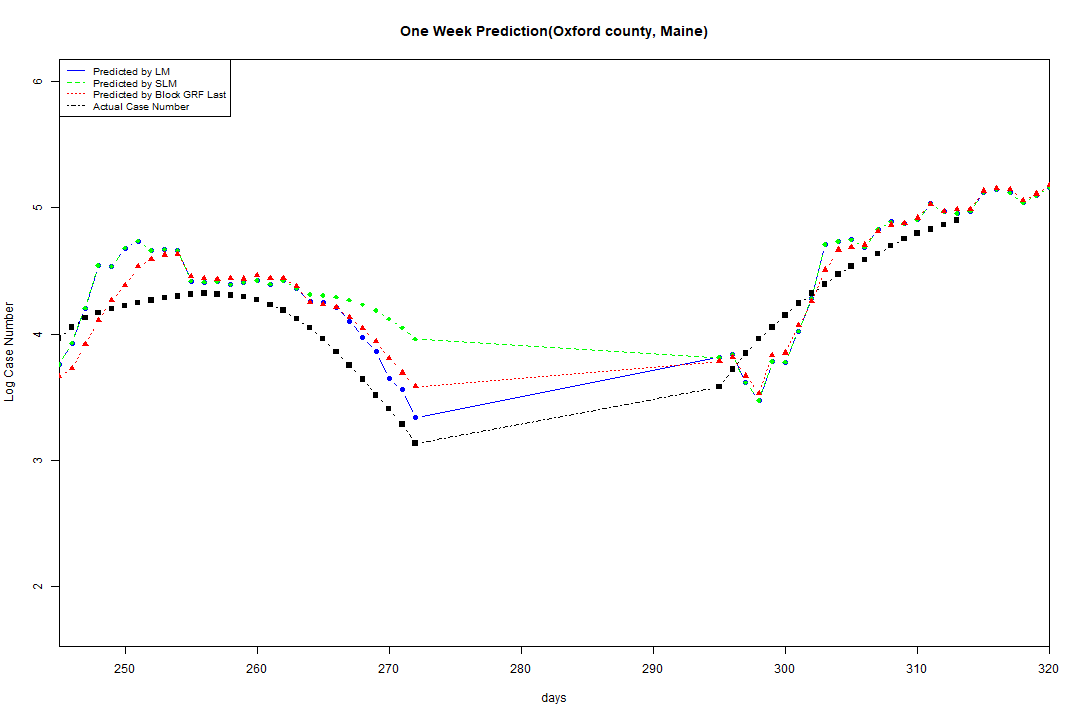 One Week Prediction(Oxford county, Maine)
Predicted by LM
Predicted by SLM
Predicted by Block GRF Last
Actual Case Number
6
5
4
3
2
Log Case Number
250 260 270 280 290 300 310 320
days